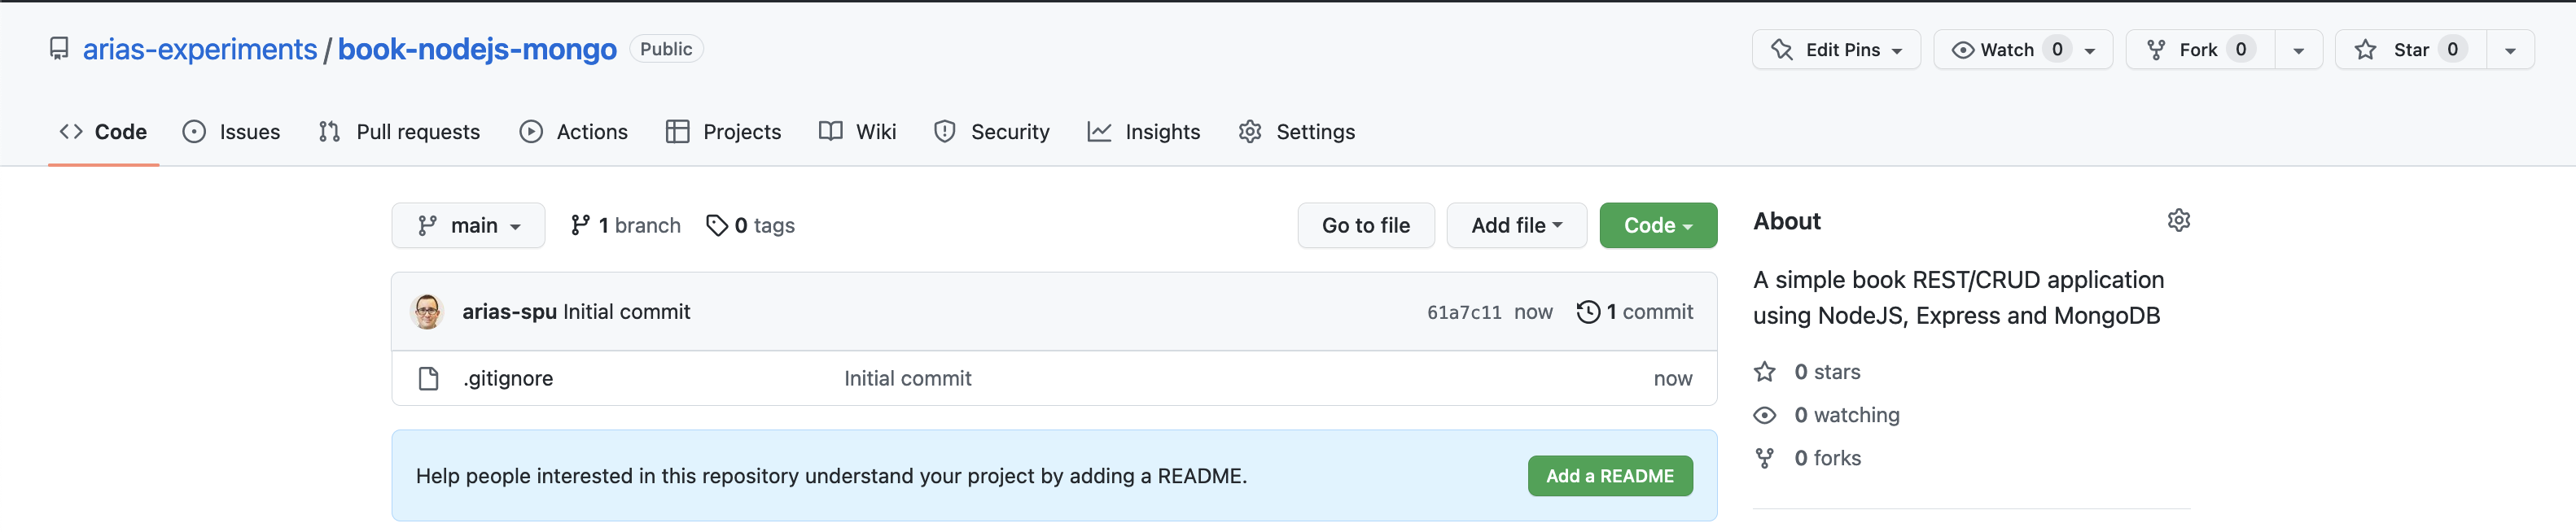 arias-experiments / book-nodejs-mongo Public Edit Pins Watch 0 Fork 0 Star 0
Code Issues Pull requests Actions Projects Wiki Security Insights Settings
main 1 branch 0 tags Go to file Add file Code
arias-spu Initial commit 61a7c11 now 1 commit
.gitignore Initial commit now
Help people interested in this repository understand your project by adding a README. Add a README
About
A simple book REST/CRUD application
using NodeJS, Express and MongoDB
0 stars
0 watching
0 forks